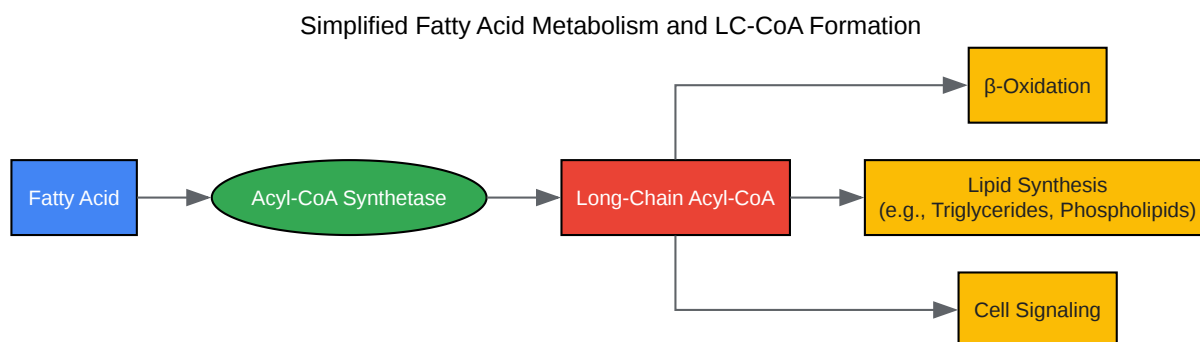 Simplified Fatty Acid Metabolism and LC-CoA Formation
β-Oxidation
Fatty Acid
Acyl-CoA Synthetase
Long-Chain Acyl-CoA
Lipid Synthesis
(e.g., Triglycerides, Phospholipids)
Cell Signaling